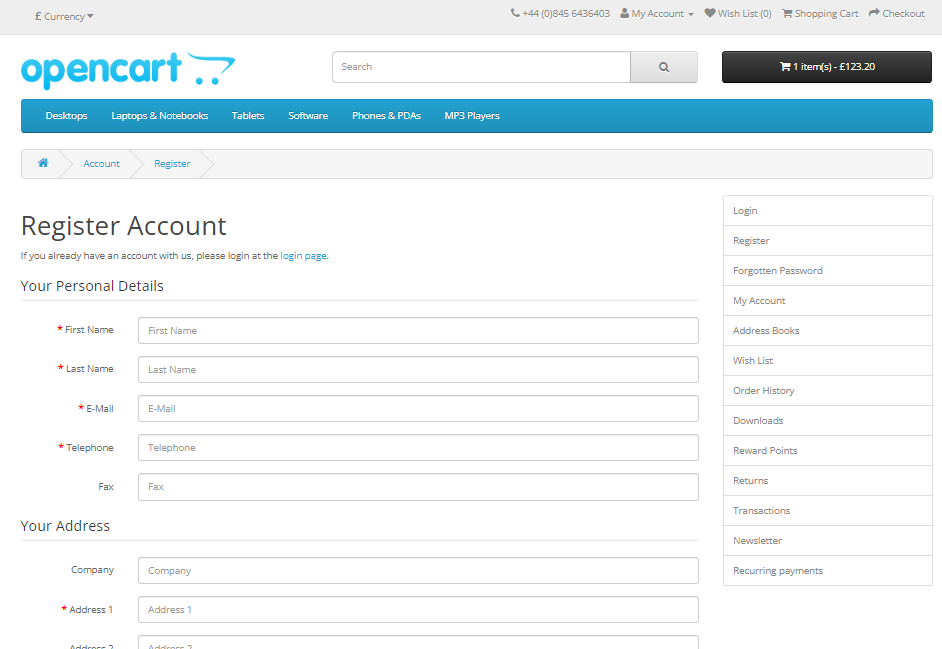 £ Currency
+44 (0)845 6436403 My Account Wish List (0) Shopping Cart Checkout
opencart
Search
1 item(s) - £123.20
Desktops Laptops & Notebooks Tablets Software Phones & PDAs MP3 Players
Account Register
Register Account
If you already have an account with us, please login at the login page.
Your Personal Details
* First Name First Name
* Last Name Last Name
* E-Mail E-Mail
* Telephone Telephone
Fax Fax
Your Address
Company Company
* Address 1 Address 1
Address 2 Address 2
Login
Register
Forgotten Password
My Account
Address Books
Wish List
Order History
Downloads
Reward Points
Returns
Transactions
Newsletter
Recurring payments